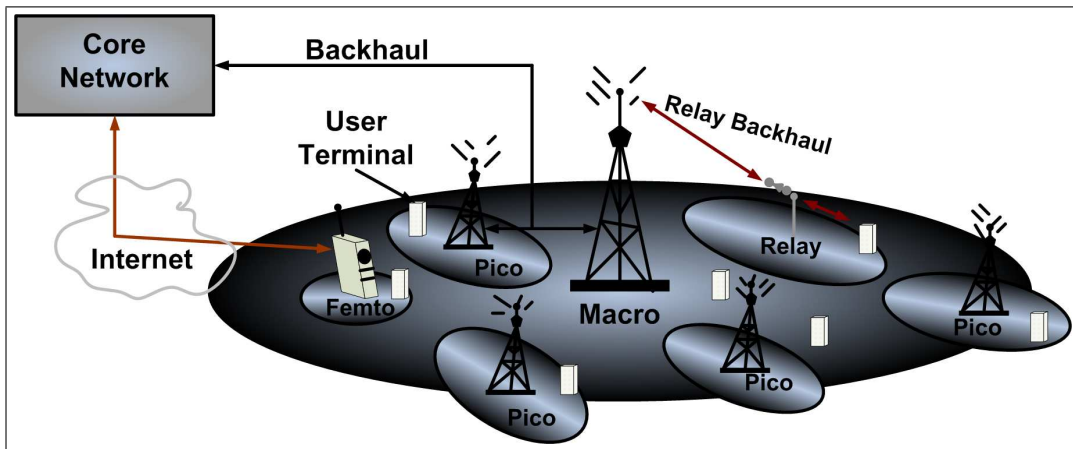 Core
Network
Backhaul
User
Terminal
Relay Backhaul
Internet
Femto
Pico
Macro
Relay
Pico
Pico
Pico